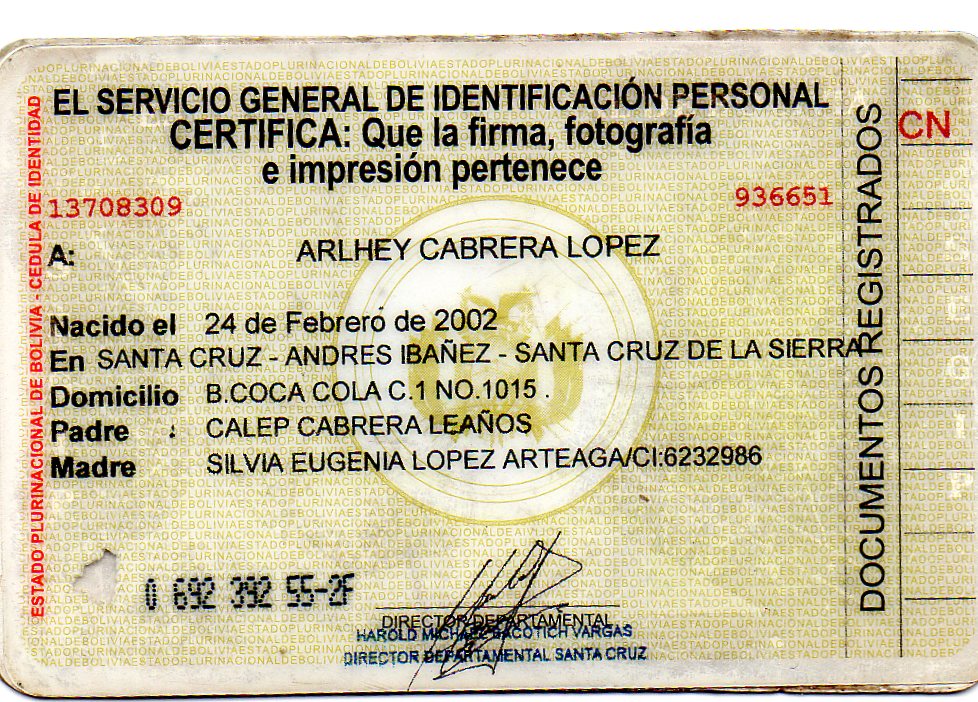 EL SERVICIO GENERAL DE IDENTIFICACIÓN PERSONAL
CERTIFICA: Que la firma, fotografía
e impresión pertenece
13708309
936651
A: ARLHEY CABRERA LOPEZ
Nacido el 24 de Febrero de 2002
En SANTA CRUZ - ANDRES IBAÑEZ - SANTA CRUZ DE LA SIERRA
Domicilio B.COCA COLA C.1 NO.1015 .
Padre : CALEP CABRERA LEAÑOS
Madre SILVIA EUGENIA LOPEZ ARTEAGA/CI:6232986
0 692 392 55-2F
DIRECTOR DEPARTAMENTAL
HAROLD MICHAEL BACOTICH VARGAS
DIRECTOR DEPARTAMENTAL SANTA CRUZ
ESTADO PLURINACIONAL DE BOLIVIA - CEDULA DE IDENTIDAD
DOCUMENTOS REGISTRADOS
CN